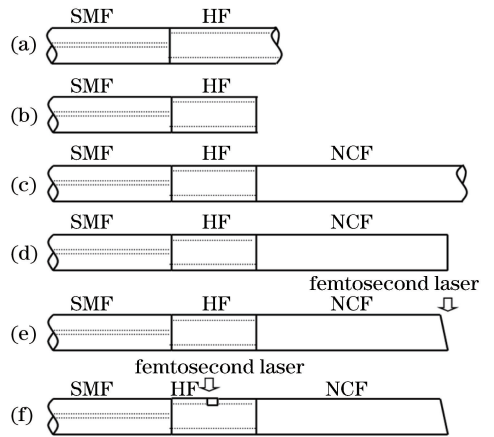 SMF HF
(a)
SMF HF
(b)
SMF HF NCF
(c)
SMF HF NCF
(d)
femtosecond laser
SMF HF NCF
(e)
femtosecond laser
SMF HF NCF
(f)